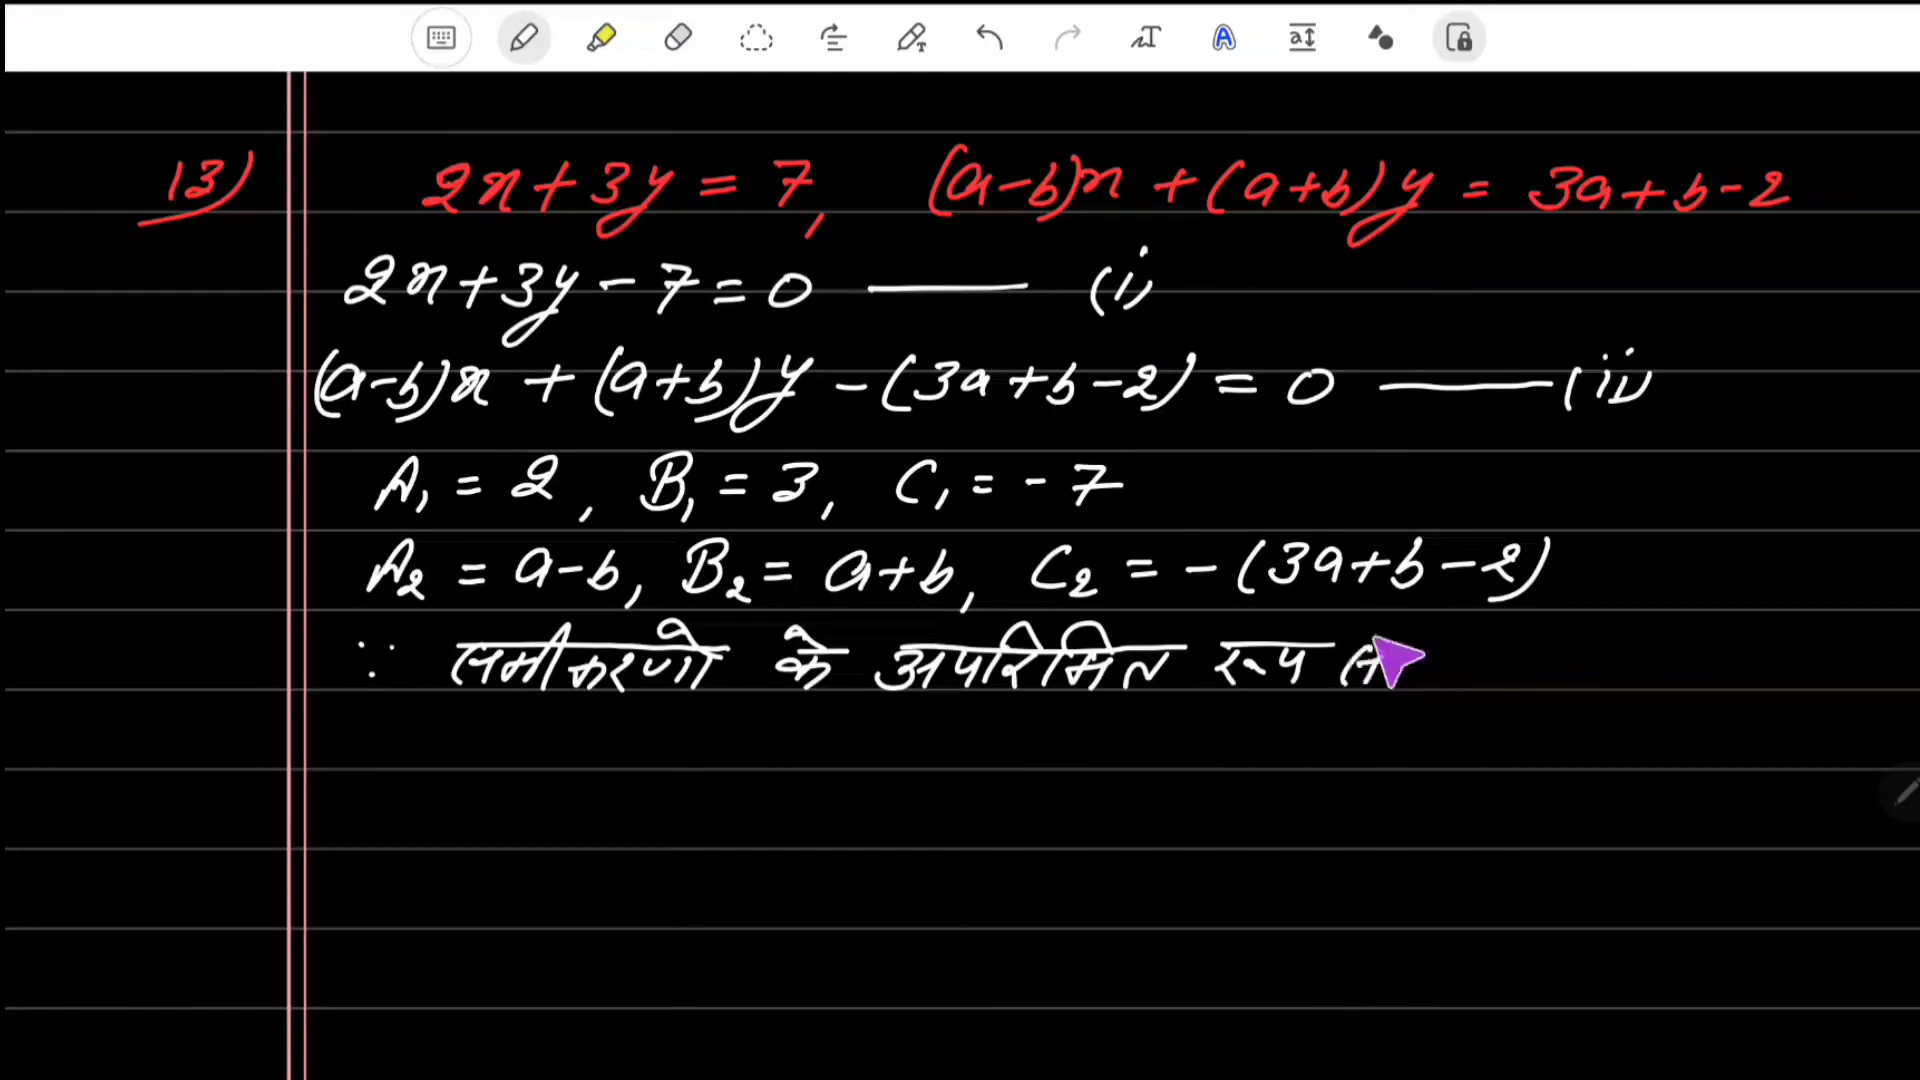 13) 2x + 3y = 7, (a-b)x + (a+b)y = 3a+b-2
2x+3y-7=0 —— (i)
(a-b)x + (a+b)y - (3a+b-2) = 0 —— (ii)
A₁ = 2, B₁ = 3, C₁ = -7
A₂ = a-b, B₂ = a+b, C₂ = -(3a+b-2)
∵ समीकरणो के अपरिमित रूप